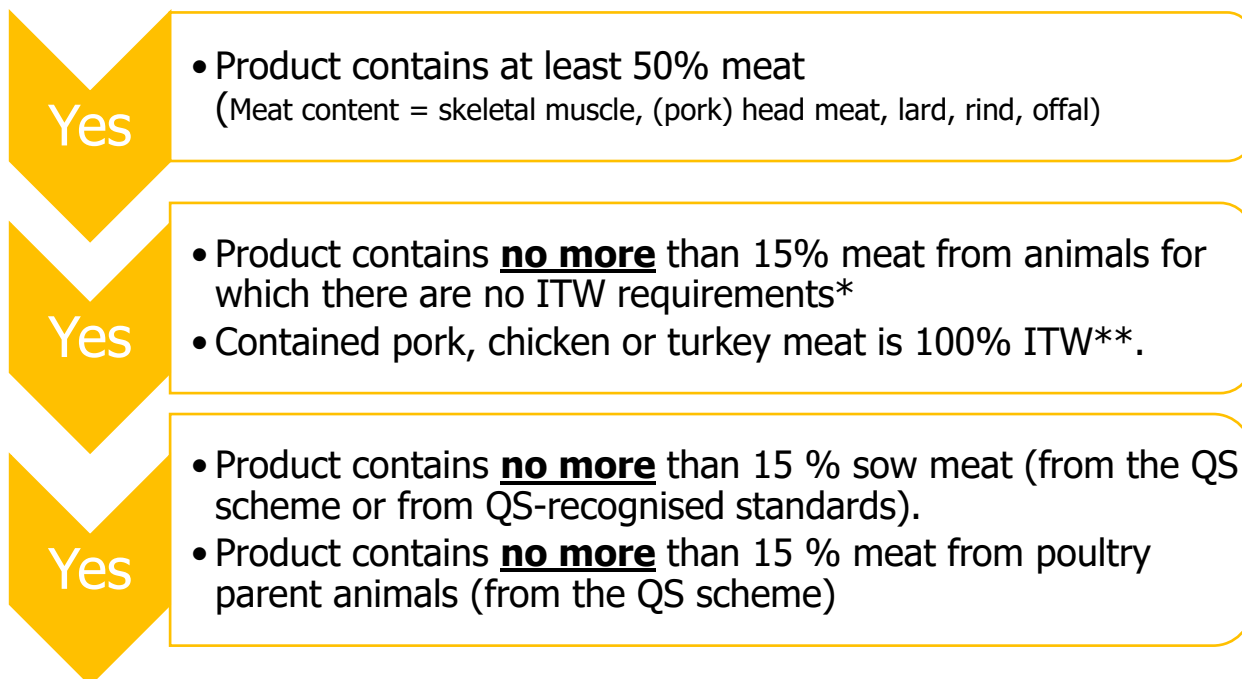 Yes
• Product contains at least 50% meat
(Meat content = skeletal muscle, (pork) head meat, lard, rind, offal)
Yes
• Product contains no more than 15% meat from animals for
which there are no ITW requirements*
• Contained pork, chicken or turkey meat is 100% ITW**.
Yes
• Product contains no more than 15 % sow meat (from the QS
scheme or from QS-recognised standards).
• Product contains no more than 15 % meat from poultry
parent animals (from the QS scheme)